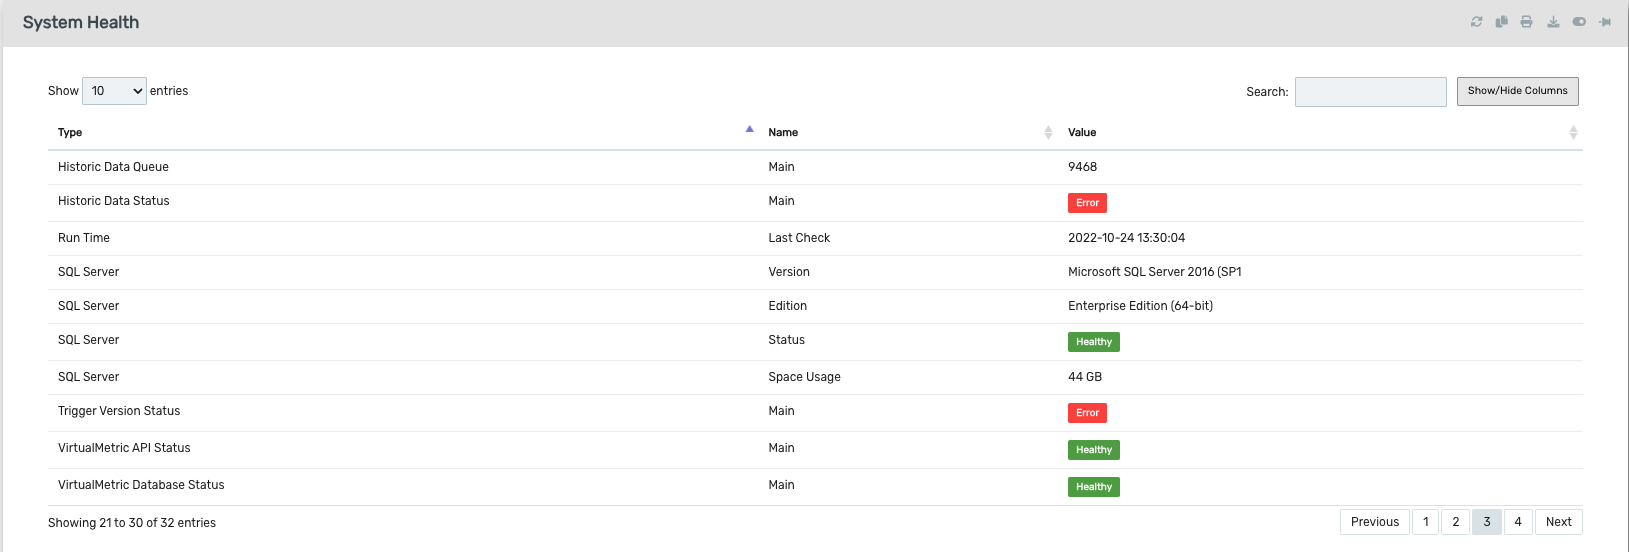 System Health
Show 10 entries Search: Show/Hide Columns
Type Name Value
Historic Data Queue Main 9468
Historic Data Status Main Error
Run Time Last Check 2022-10-24 13:30:04
SQL Server Version Microsoft SQL Server 2016 (SP1
SQL Server Edition Enterprise Edition (64-bit)
SQL Server Status Healthy
SQL Server Space Usage 44 GB
Trigger Version Status Main Error
VirtualMetric API Status Main Healthy
VirtualMetric Database Status Main Healthy
Showing 21 to 30 of 32 entries Previous 1 2 3 4 Next